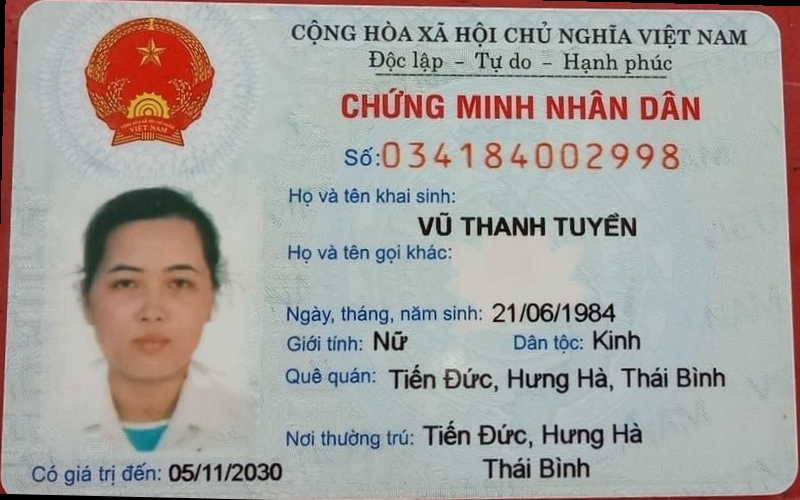 CỘNG HÒA XÃ HỘI CHỦ NGHĨA VIỆT NAM
Độc lập – Tự do – Hạnh phúc
CHỨNG MINH NHÂN DÂN
Số:034184002998
Họ và tên khai sinh:
VŨ THANH TUYỀN
Họ và tên gọi khác:
Ngày, tháng, năm sinh: 21/06/1984
Giới tính: Nữ Dân tộc: Kinh
Quê quán: Tiến Đức, Hưng Hà, Thái Bình
Nơi thường trú: Tiến Đức, Hưng Hà
Thái Bình
Có giá trị đến: 05/11/2030
VIỆT NAM